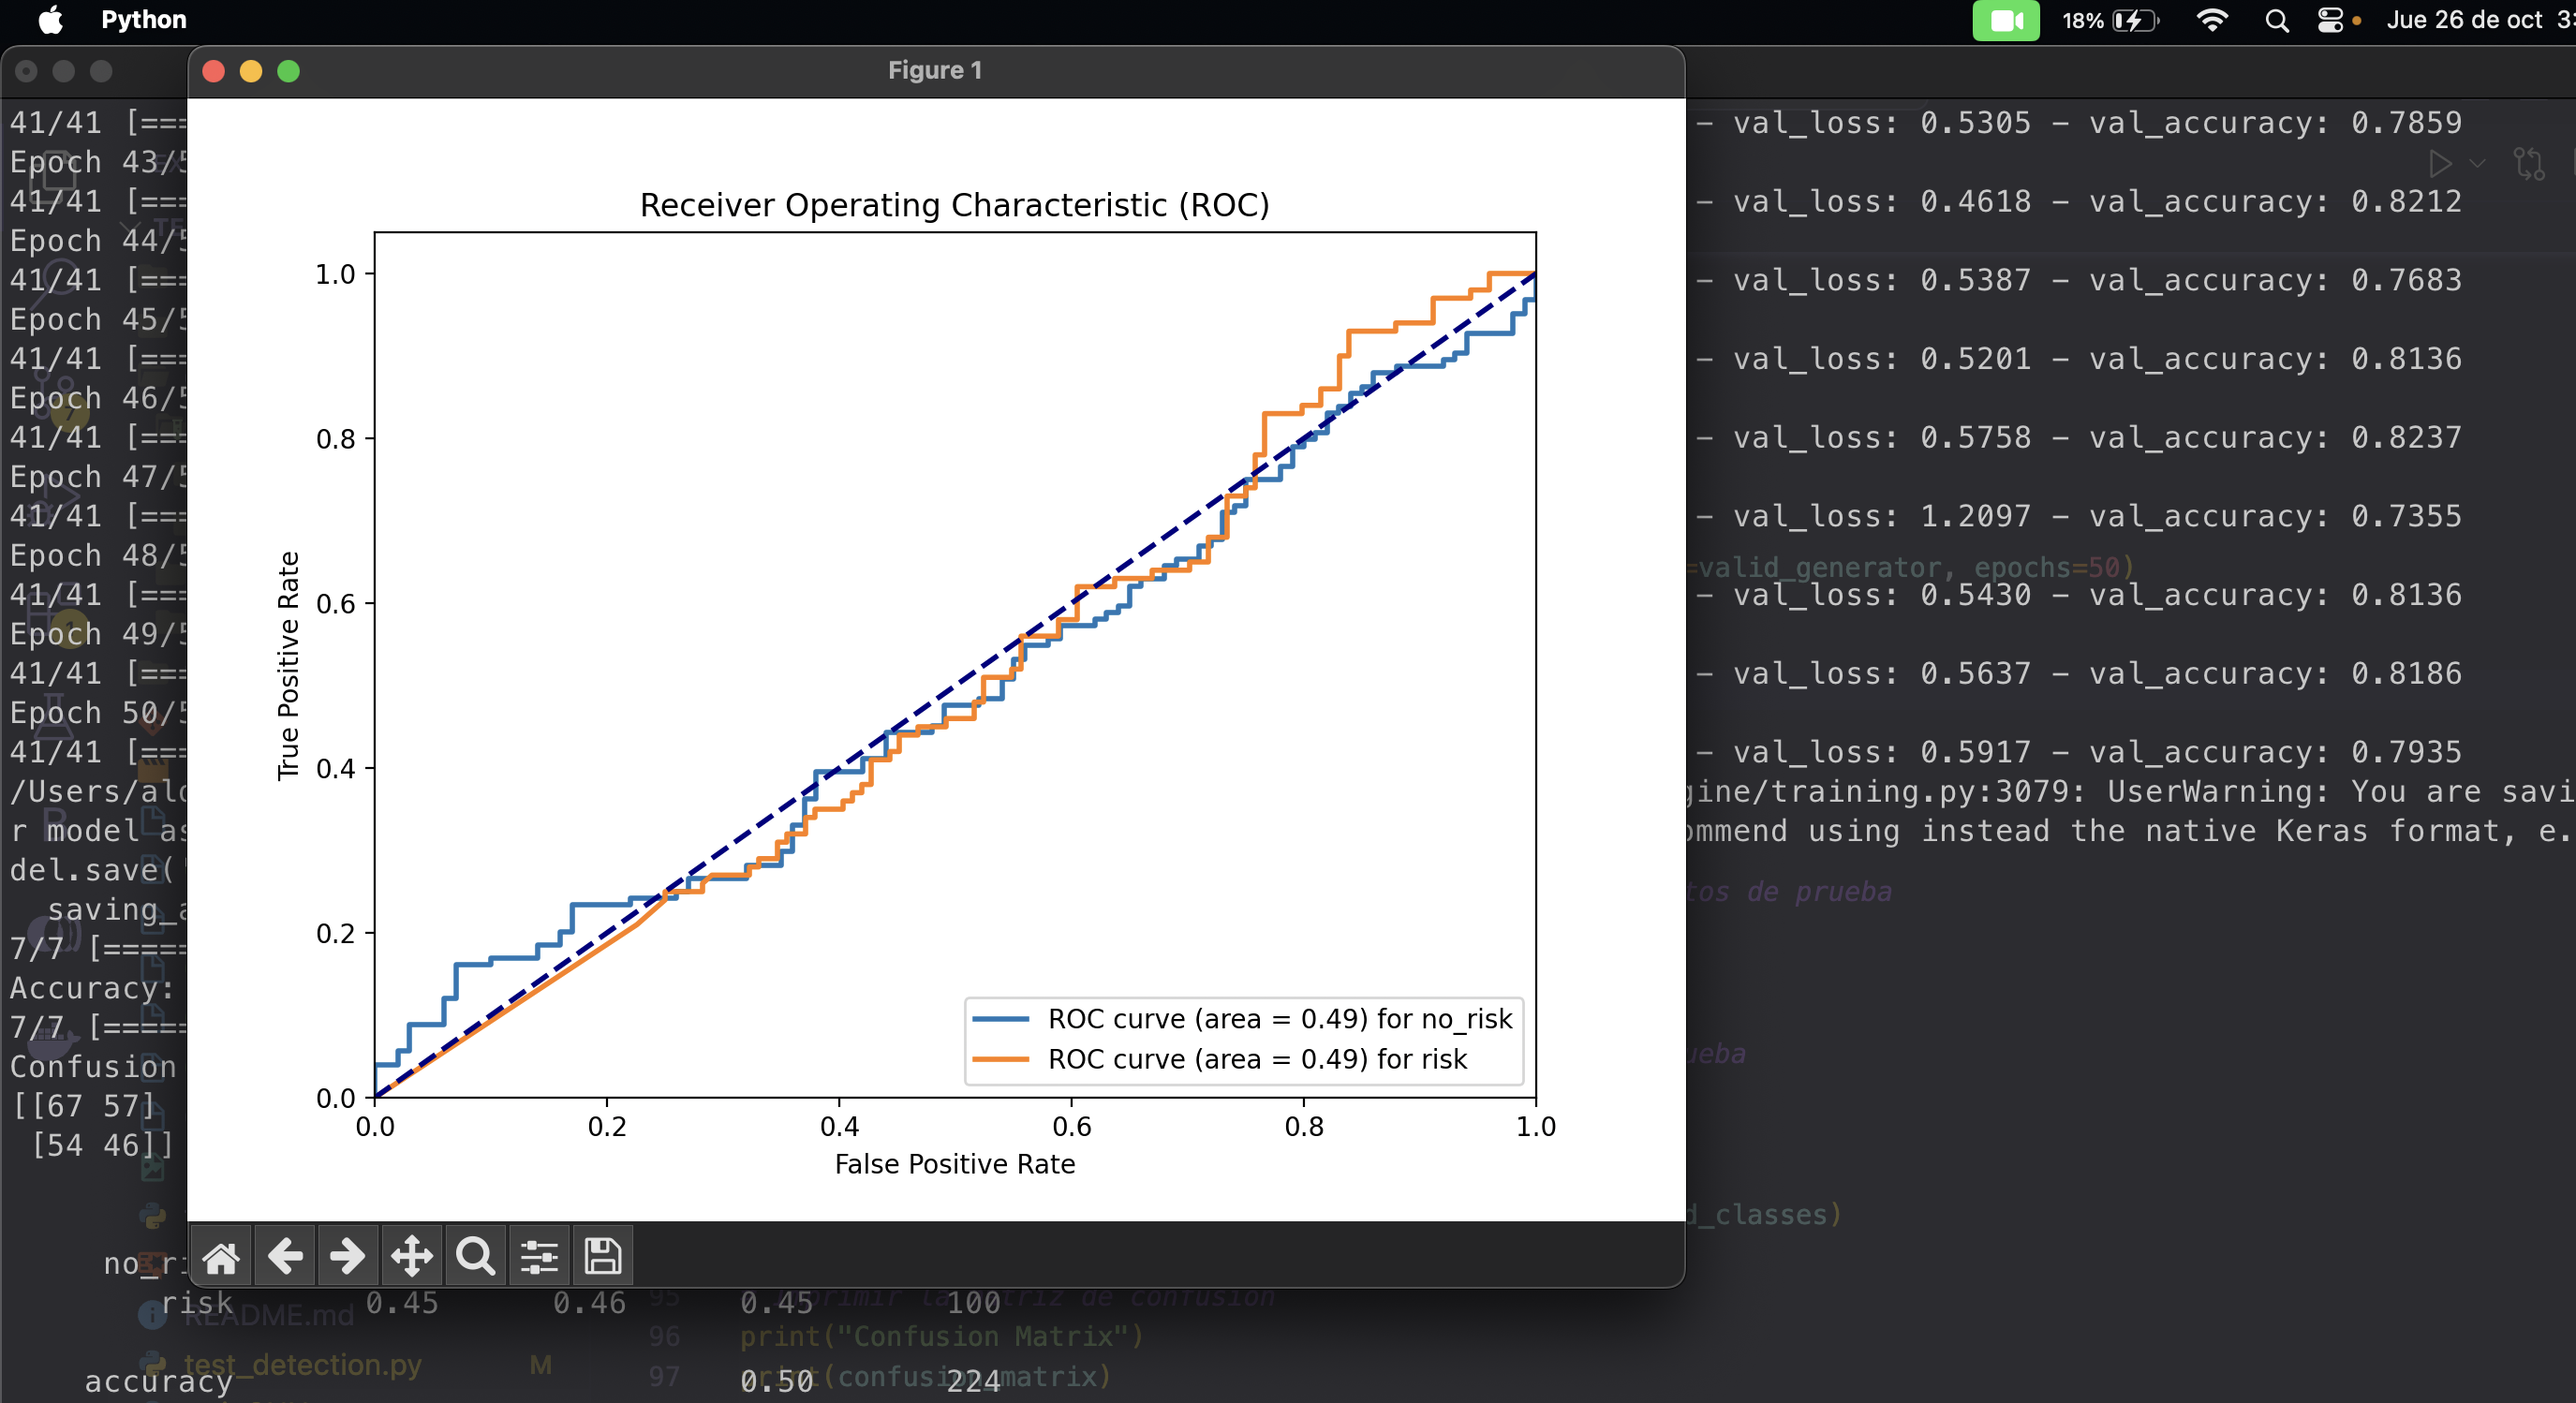 Python
18%
Jue 26 de oct
Figure 1
41/41 [===
- val_loss: 0.5305 - val_accuracy: 0.7859
Epoch 43/5
41/41 [===
- val_loss: 0.4618 - val_accuracy: 0.8212
Epoch 44/5
41/41 [===
- val_loss: 0.5387 - val_accuracy: 0.7683
Epoch 45/5
41/41 [===
- val_loss: 0.5201 - val_accuracy: 0.8136
Epoch 46/5
41/41 [===
- val_loss: 0.5758 - val_accuracy: 0.8237
Epoch 47/5
41/41 [===
- val_loss: 1.2097 - val_accuracy: 0.7355
Epoch 48/5
=valid_generator, epochs=50)
41/41 [===
- val_loss: 0.5430 - val_accuracy: 0.8136
Epoch 49/5
41/41 [===
- val_loss: 0.5637 - val_accuracy: 0.8186
Epoch 50/5
41/41 [===
- val_loss: 0.5917 - val_accuracy: 0.7935
gine/training.py:3079: UserWarning: You are savi
r model as
ommend using instead the native Keras format, e.
del.save('
saving_a
tos de prueba
7/7 [=====
Accuracy:
7/7 [=====
ueba
Confusion
[[67 57]
[54 46]]
d_classes)
Receiver Operating Characteristic (ROC)
1.0
0.8
0.6
0.4
0.2
0.0
True Positive Rate
ROC curve (area = 0.49) for no_risk
ROC curve (area = 0.49) for risk
0.0 0.2 0.4 0.6 0.8 1.0
False Positive Rate
no_ri
risk 0.45 0.46 0.45 100
README.md
95 primir la matriz de confusion
96 print("Confusion Matrix")
test_detection.py M
97 print(confusion_matrix)
accuracy 0.50 224